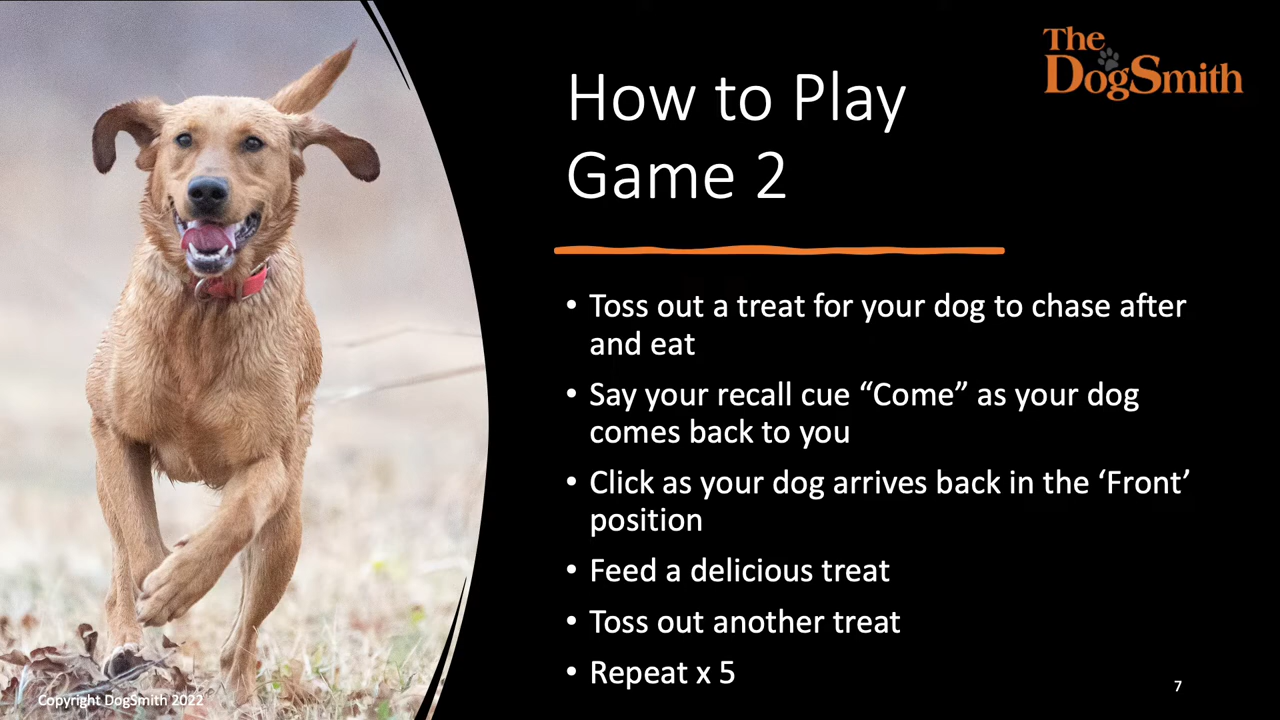 The
DogSmith
How to Play
Game 2
• Toss out a treat for your dog to chase after
and eat
• Say your recall cue “Come” as your dog
comes back to you
• Click as your dog arrives back in the ‘Front’
position
• Feed a delicious treat
• Toss out another treat
• Repeat x 5
Copyright DogSmith 2022
7